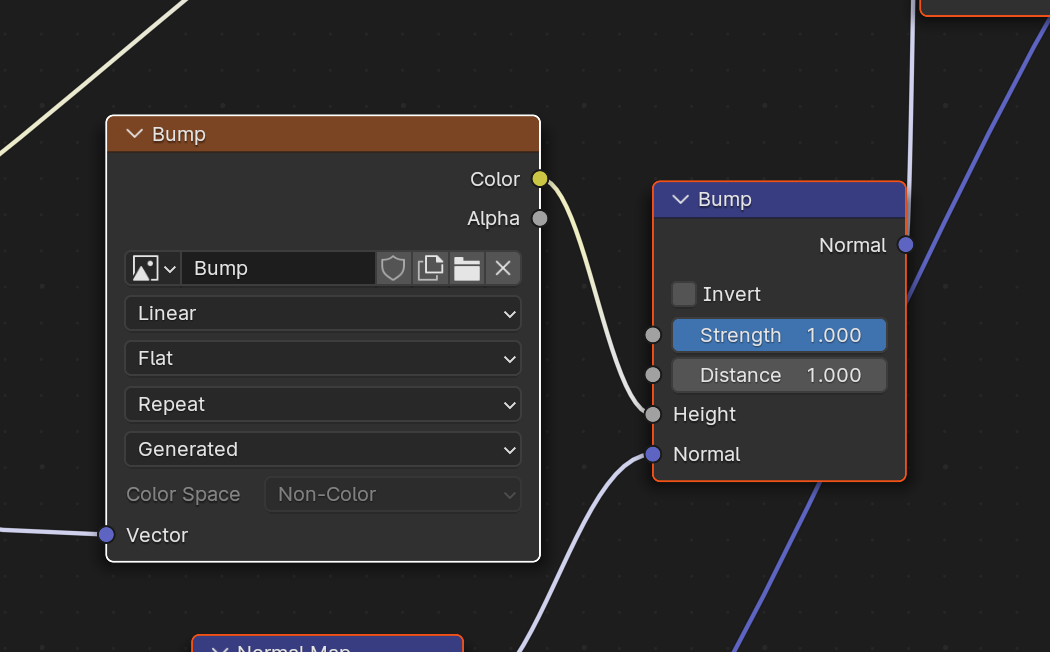 Bump
Color
Alpha
Bump
Linear
Flat
Repeat
Generated
Color Space Non-Color
Vector
Bump
Normal
Invert
Strength 1.000
Distance 1.000
Height
Normal
Normal Map